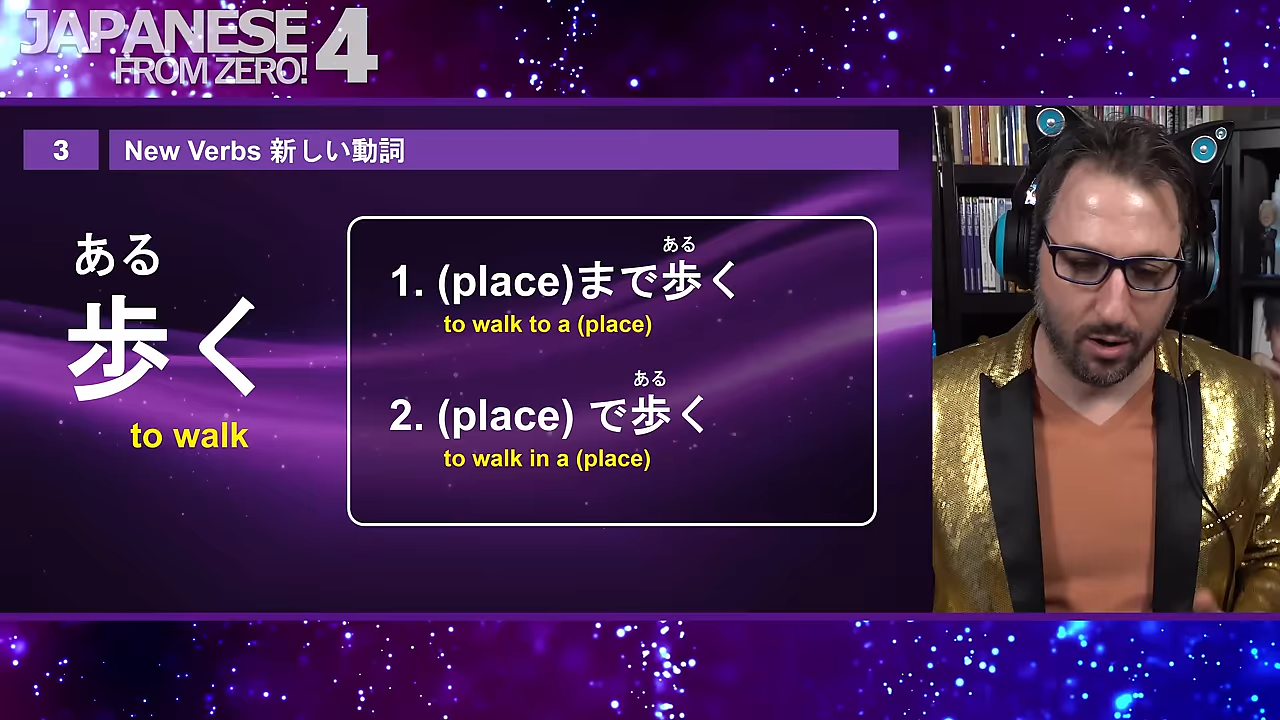 JAPANESE
FROM ZERO! 4
3
New Verbs 新しい動詞
ある
歩く
to walk
ある
1. (place)まで歩く
to walk to a (place)
ある
2. (place) で歩く
to walk in a (place)